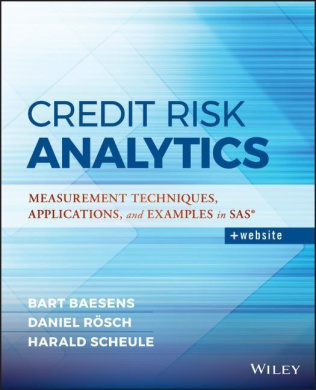 CREDIT RISK
ANALYTICS
MEASUREMENT TECHNIQUES,
APPLICATIONS, and EXAMPLES in SAS®
+website
BART BAESENS
DANIEL RÖSCH
HARALD SCHEULE
WILEY